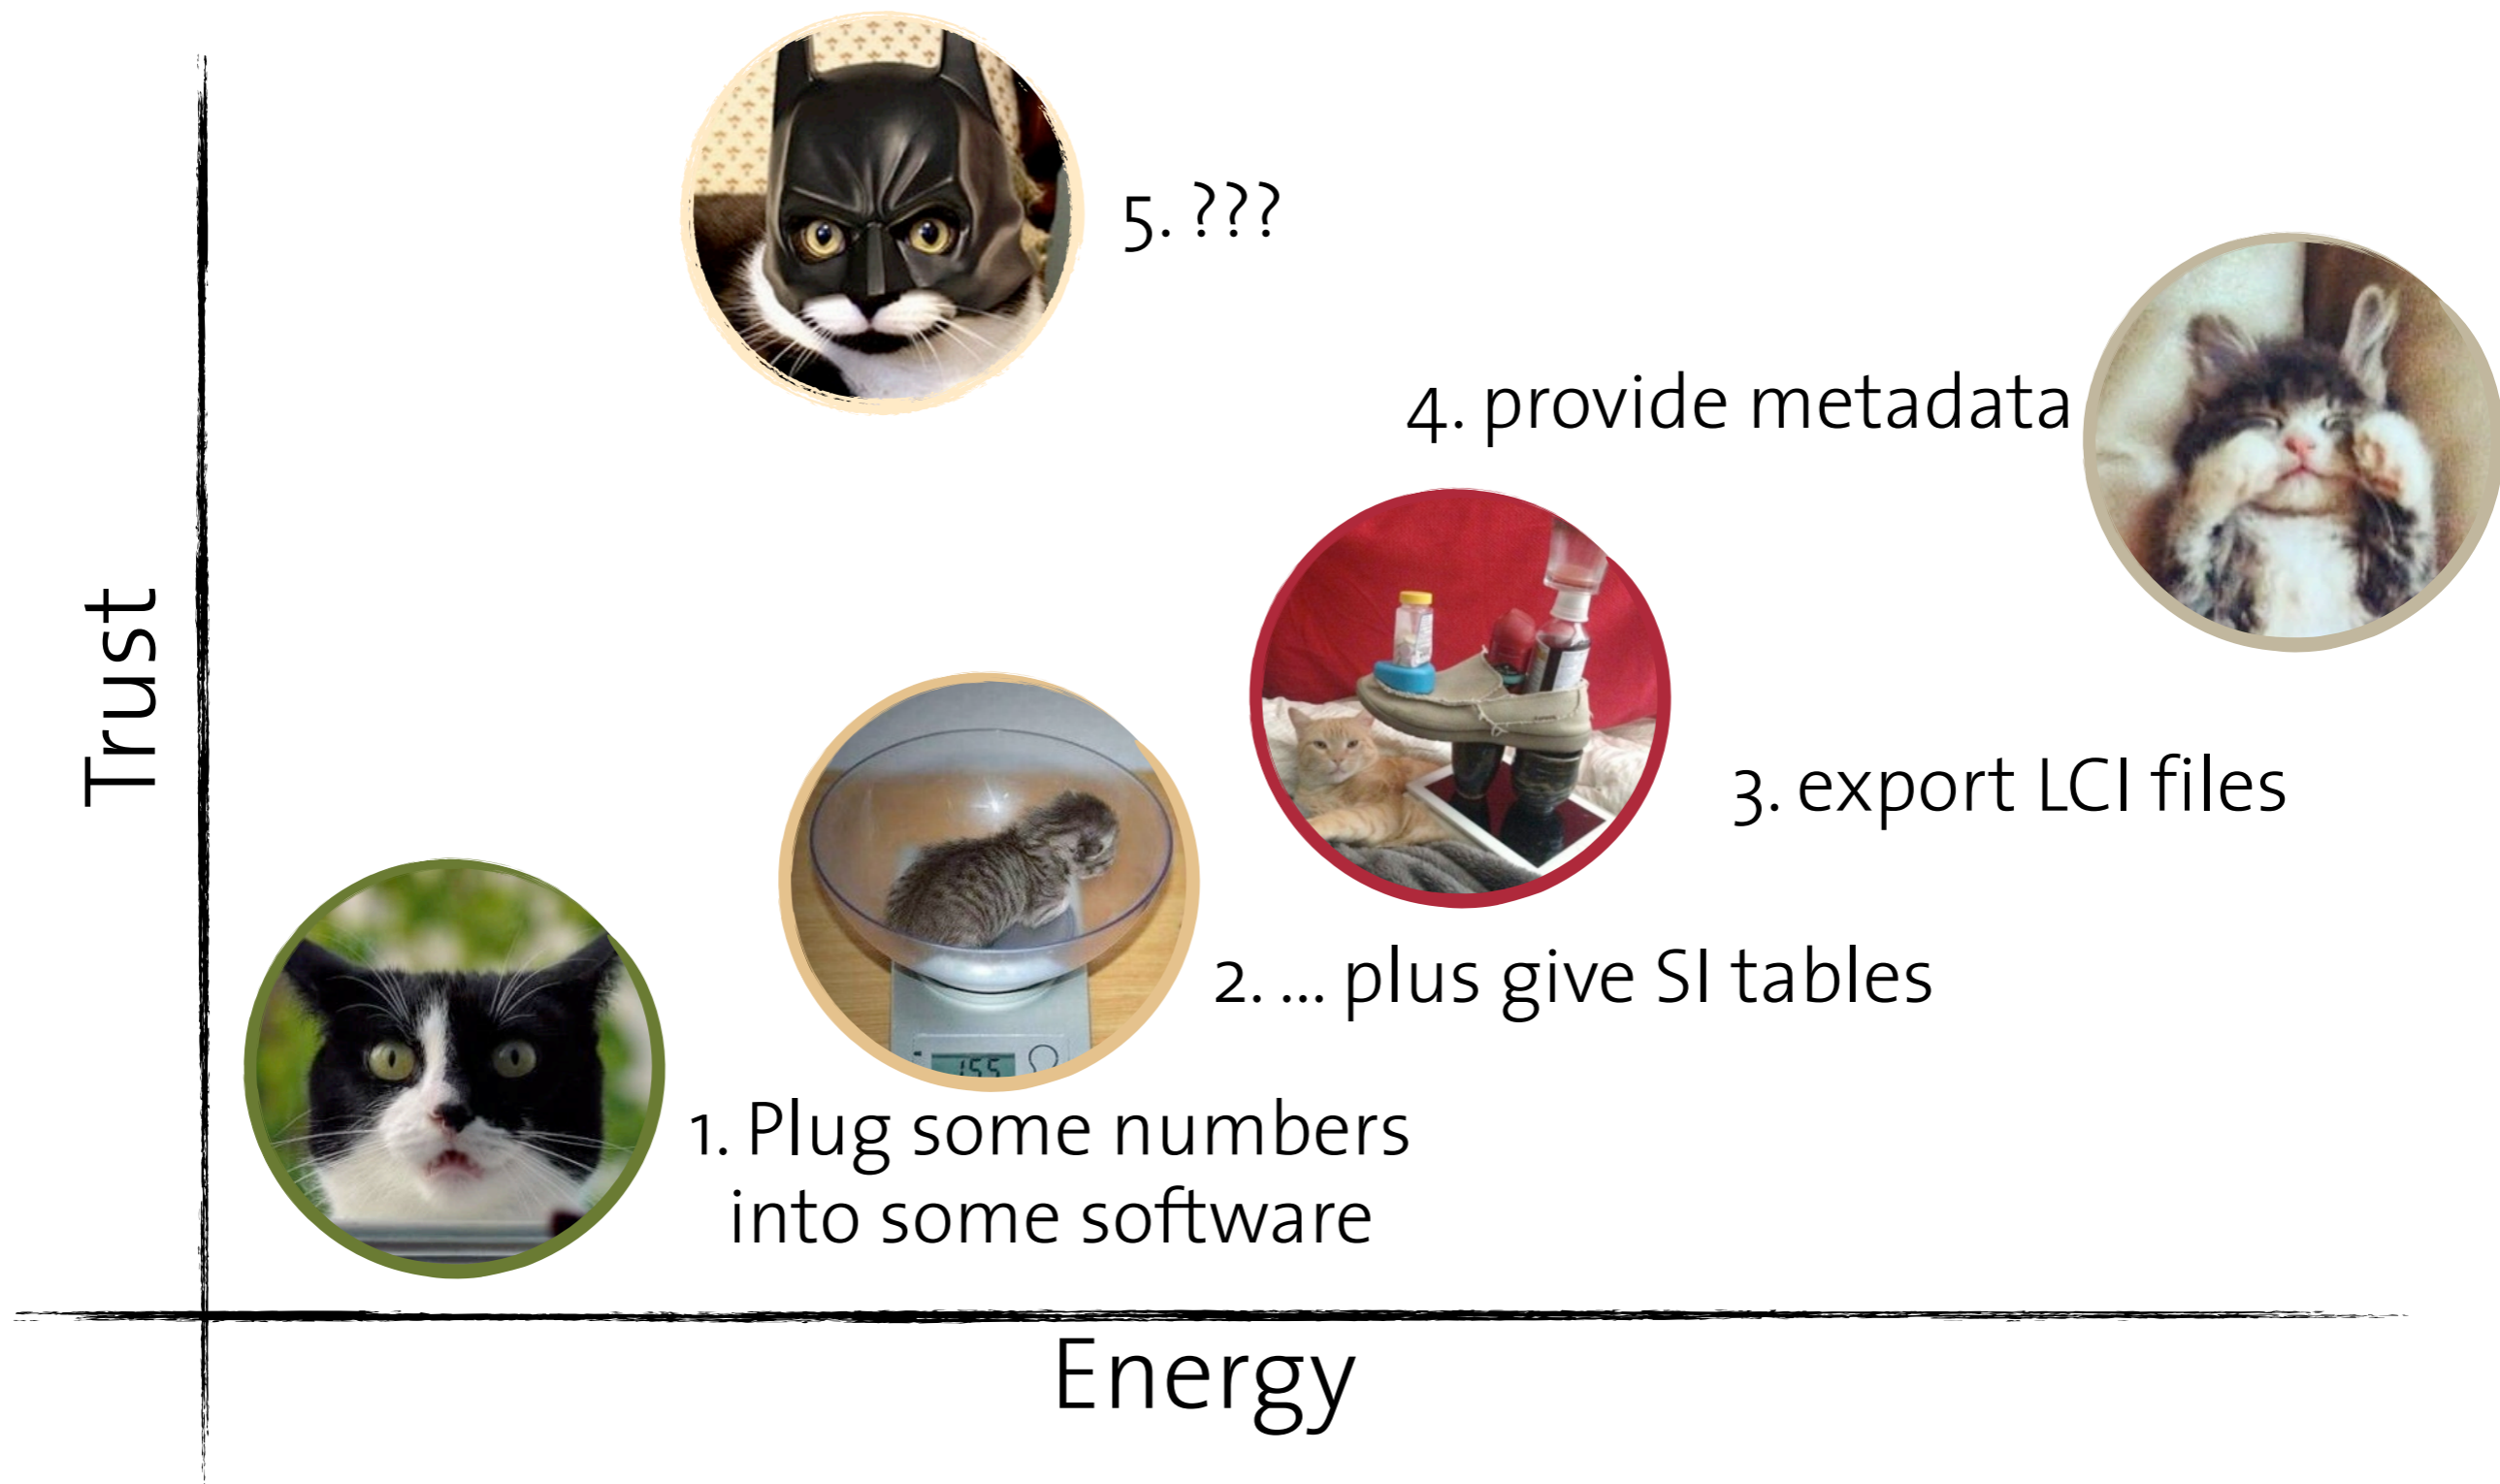 5. ???
4. provide metadata
Trust
3. export LCI files
2. ... plus give SI tables
155
1. Plug some numbers
into some software
Energy